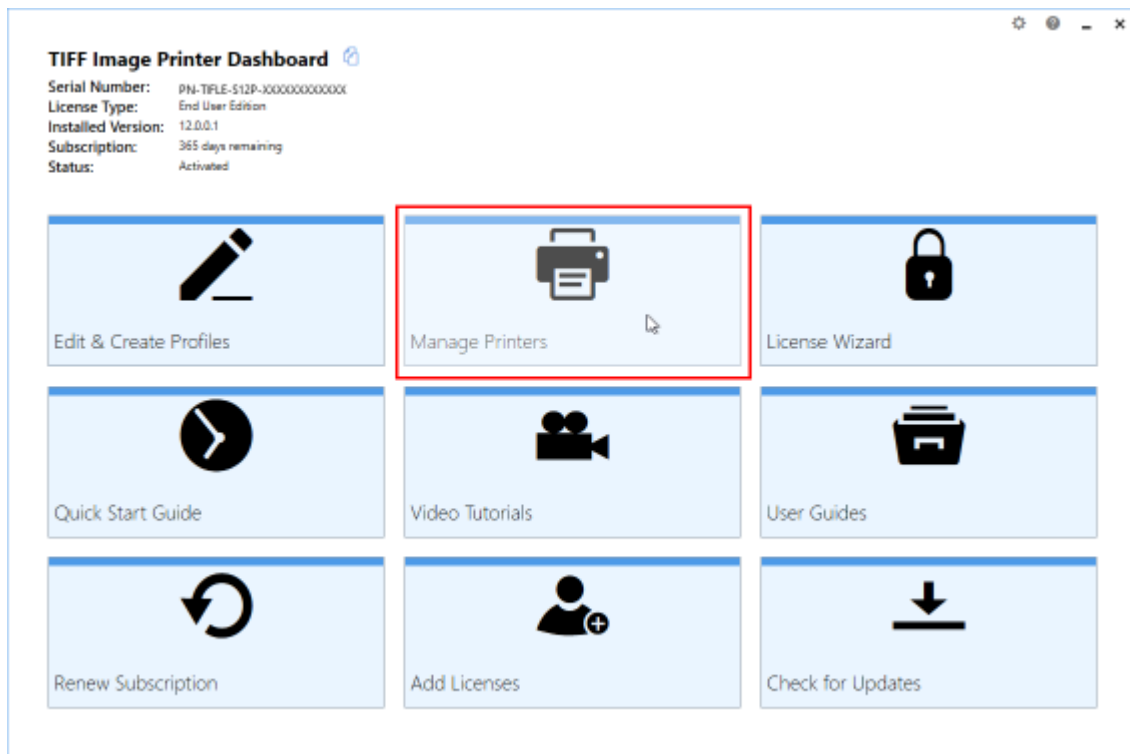 TIFF Image Printer Dashboard
Serial Number: PN-TIFLE-S12P-XXXXXXXXXXXX
License Type: End User Edition
Installed Version: 12.0.0.1
Subscription: 365 days remaining
Status: Activated
Edit & Create Profiles
Manage Printers
License Wizard
Quick Start Guide
Video Tutorials
User Guides
Renew Subscription
Add Licenses
Check for Updates